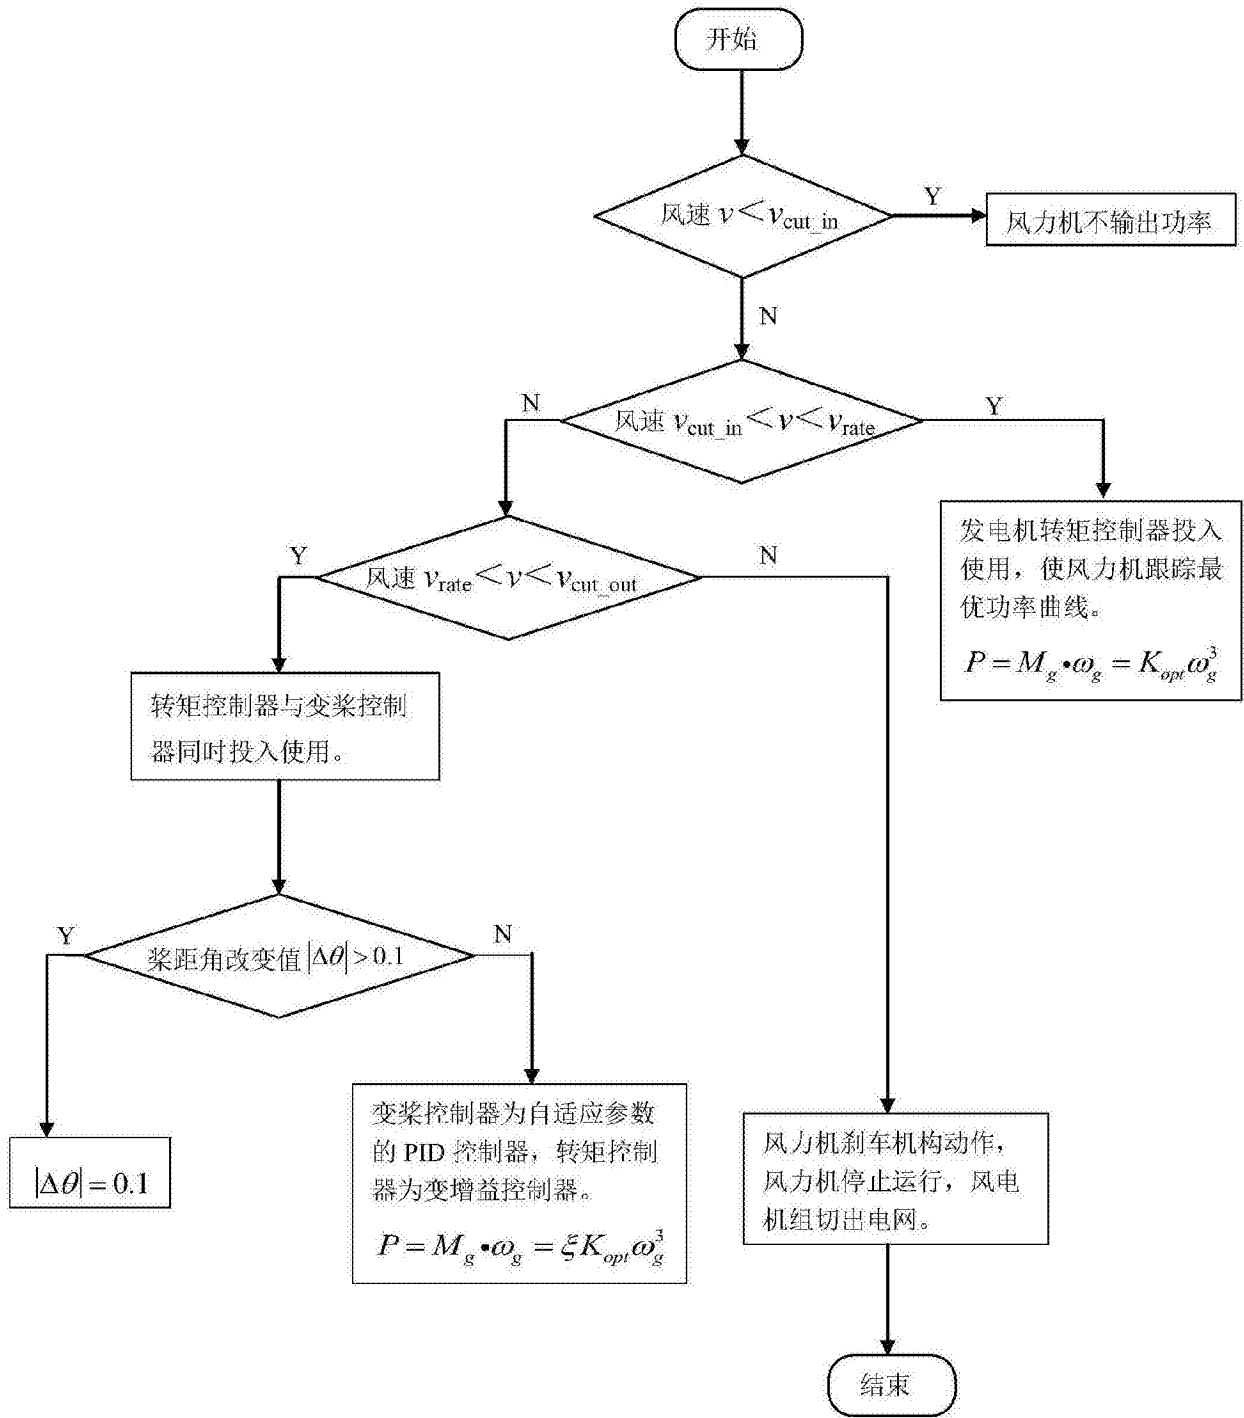 开始
风速 v＜v_cut_in
Y
风力机不输出功率
N
N
风速 v_cut_in＜v＜v_rate
Y
发电机转矩控制器投入
使用，使风力机跟踪最
优功率曲线。
P = M_g•ω_g = K_opt ω_g^3
Y
风速 v_rate＜v＜v_cut_out
N
转矩控制器与变桨控制
器同时投入使用。
Y
桨距角改变值|Δθ|>0.1
N
|Δθ|=0.1
变桨控制器为自适应参数
的 PID 控制器，转矩控制
器为变增益控制器。
P = M_g•ω_g = ξK_opt ω_g^3
风力机刹车机构动作，
风力机停止运行，风电
机组切出电网。
结束